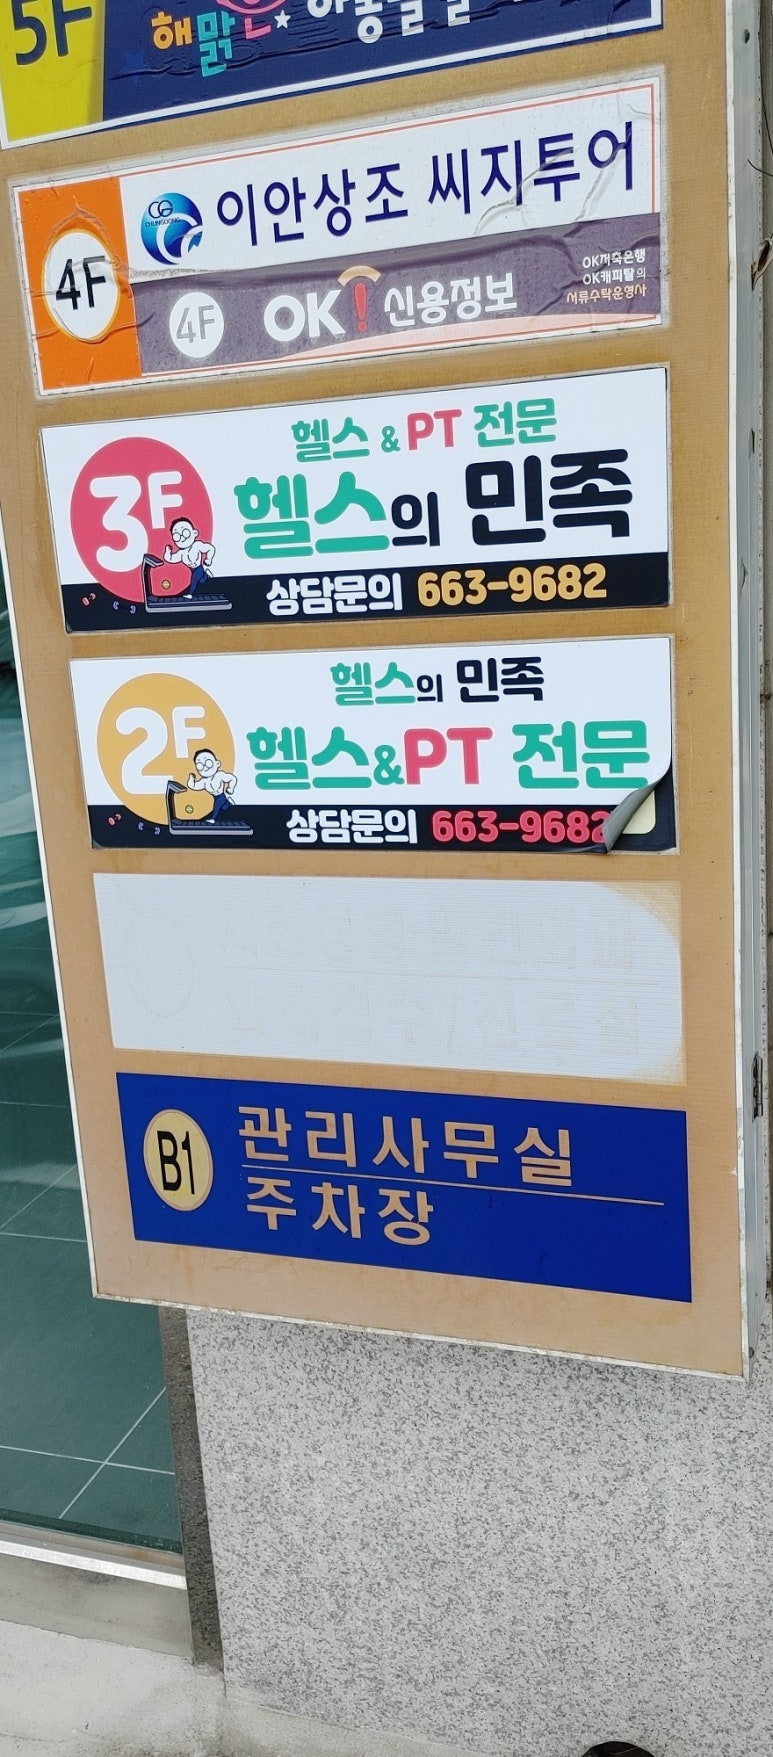 5F
해맑은
4F
CG
CHUNGDONG
이안상조 씨지투어
4F
OK! 신용정보
OK저축은행
OK캐피탈의
서류수탁운영사
3F
헬스 & PT 전문
헬스의 민족
상담문의 663-9682
2F
헬스의 민족
헬스&PT 전문
상담문의 663-9682
B1
관리사무실
주차장